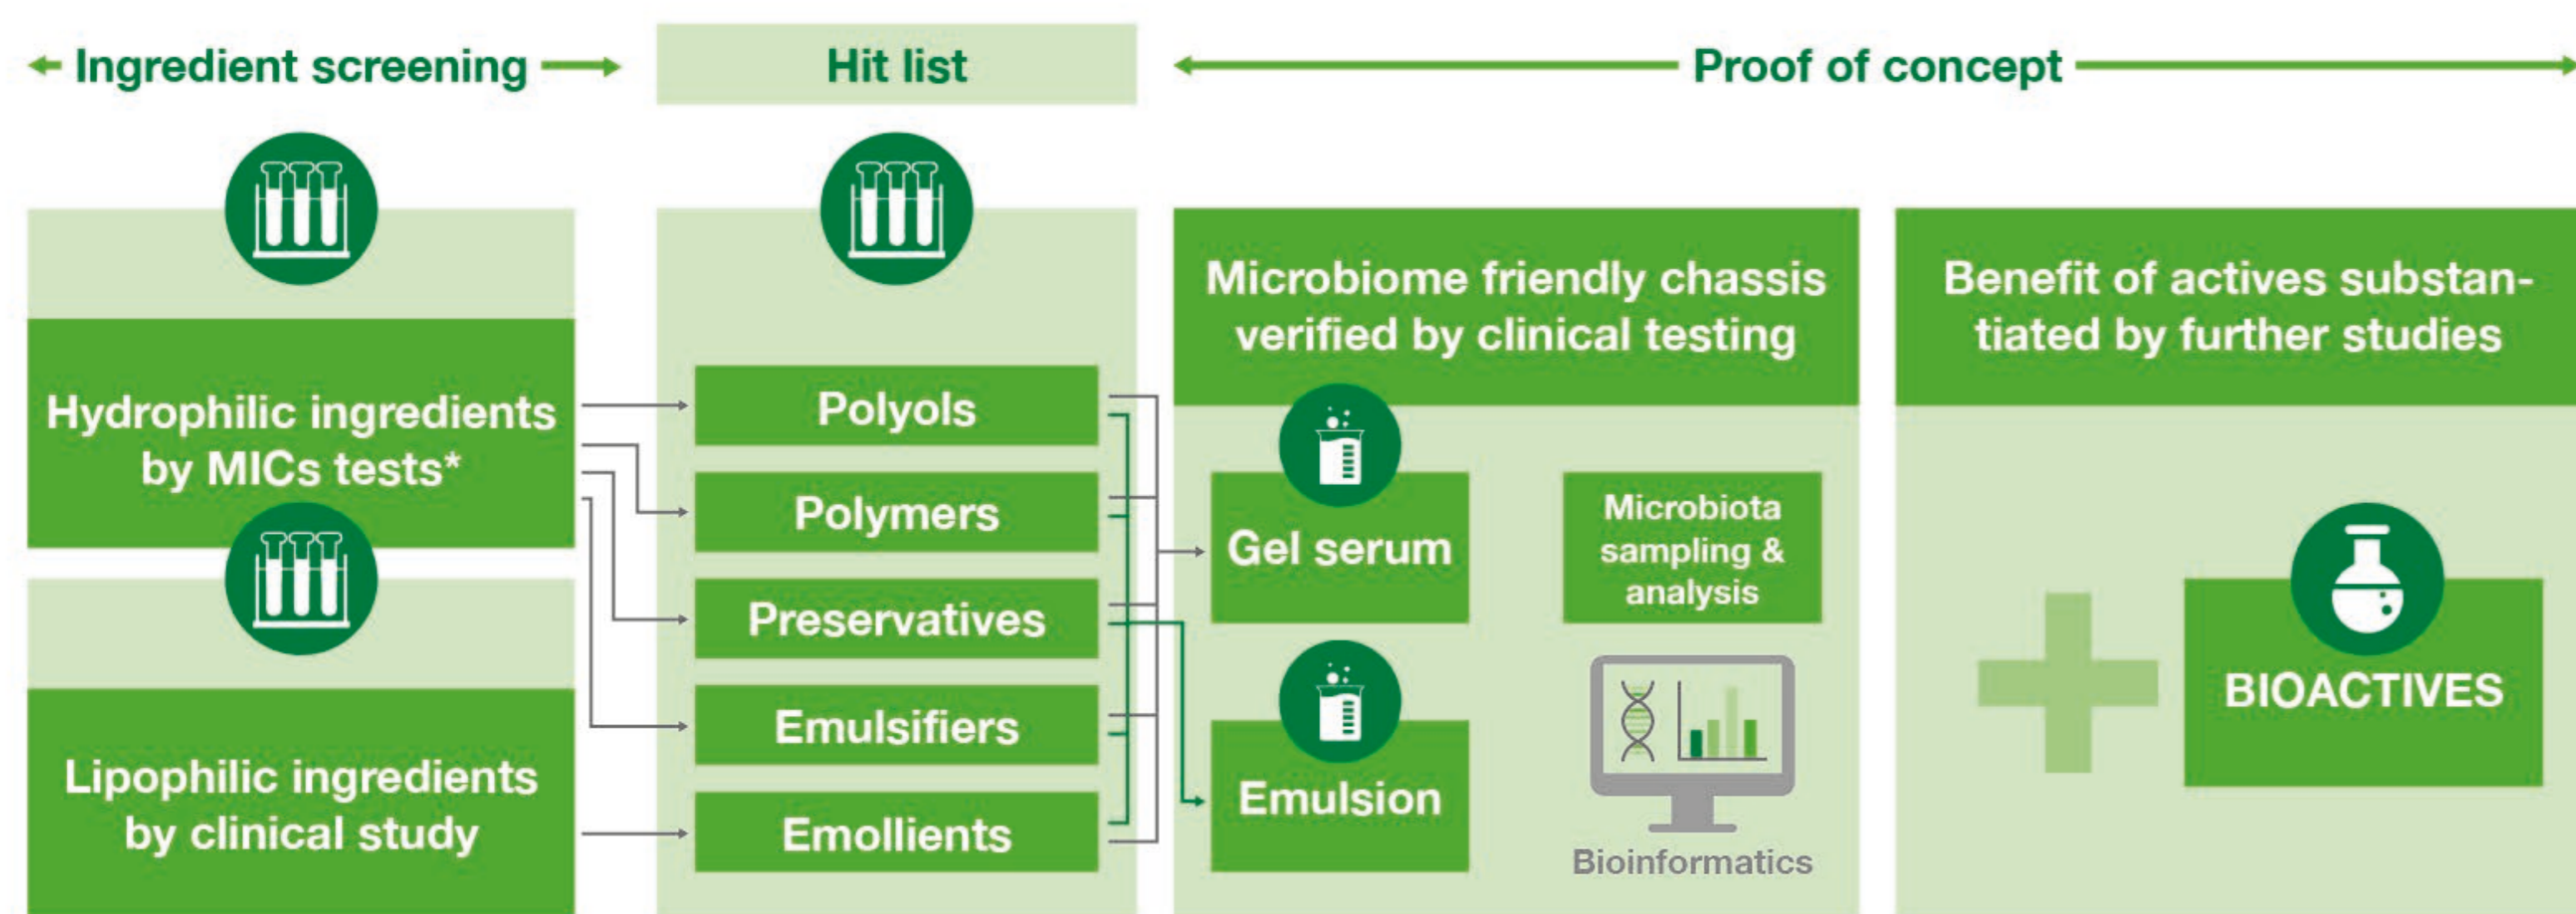 Ingredient screening
Hit list
Proof of concept
Hydrophilic ingredients
by MICs tests*
Lipophilic ingredients
by clinical study
Polyols
Polymers
Preservatives
Emulsifiers
Emollients
Microbiome friendly chassis
verified by clinical testing
Gel serum
Emulsion
Microbiota
sampling &
analysis
Bioinformatics
Benefit of actives substan-
tiated by further studies
BIOACTIVES